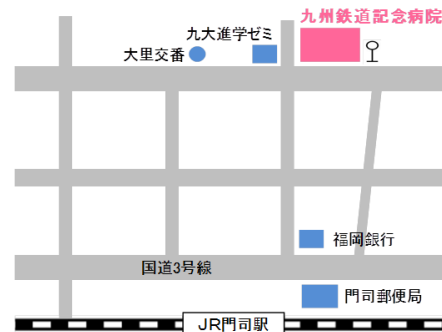 九州鉄道記念病院
九大進学ゼミ
大里交番
福岡銀行
国道3号線
門司郵便局
JR門司駅